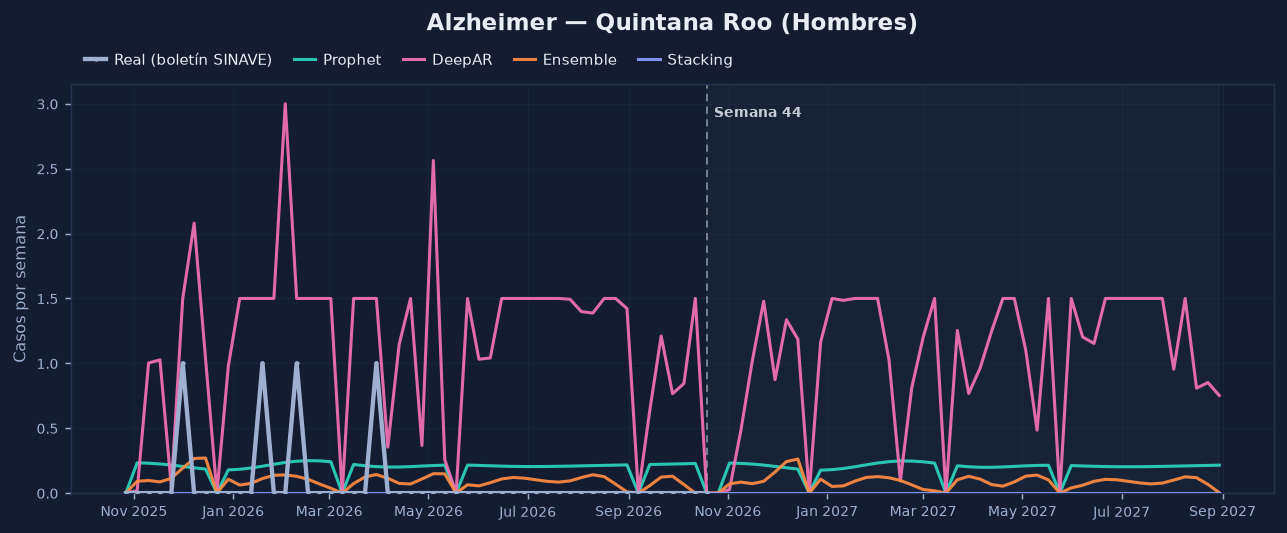 Alzheimer — Quintana Roo (Hombres)
Real (boletín SINAVE) Prophet DeepAR Ensemble Stacking
Semana 44
Casos por semana
3.0
2.5
2.0
1.5
1.0
0.5
0.0
Nov 2025 Jan 2026 Mar 2026 May 2026 Jul 2026 Sep 2026 Nov 2026 Jan 2027 Mar 2027 May 2027 Jul 2027 Sep 2027